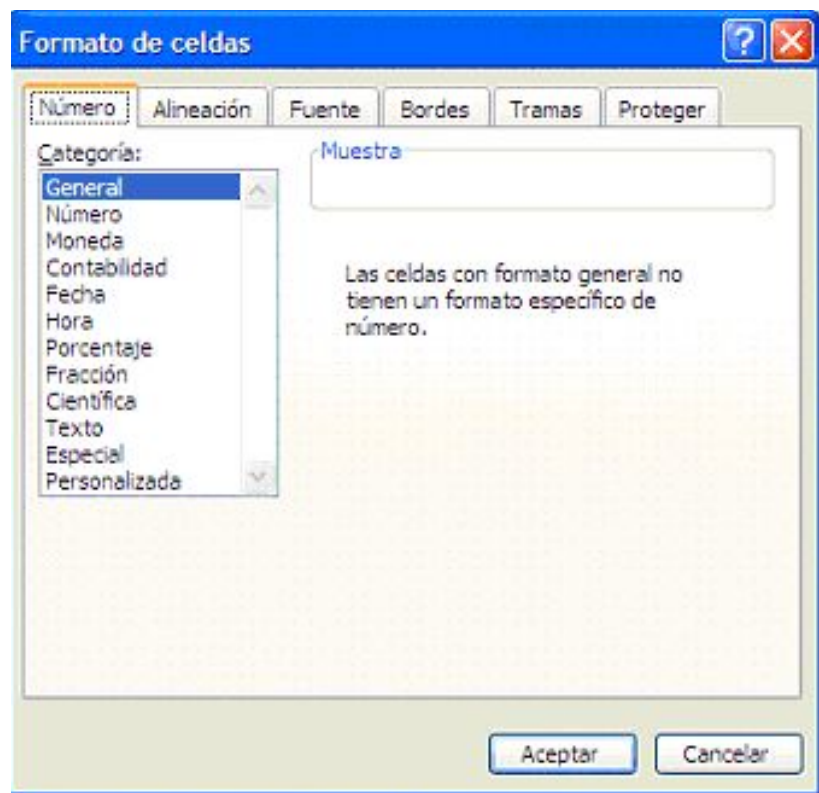 Formato de celdas
Número Alineación Fuente Bordes Tramas Proteger
Categoría:
General
Número
Moneda
Contabilidad
Fecha
Hora
Porcentaje
Fracción
Científica
Texto
Especial
Personalizada
Muestra
Las celdas con formato general no
tienen un formato específico de
número.
Aceptar Cancelar